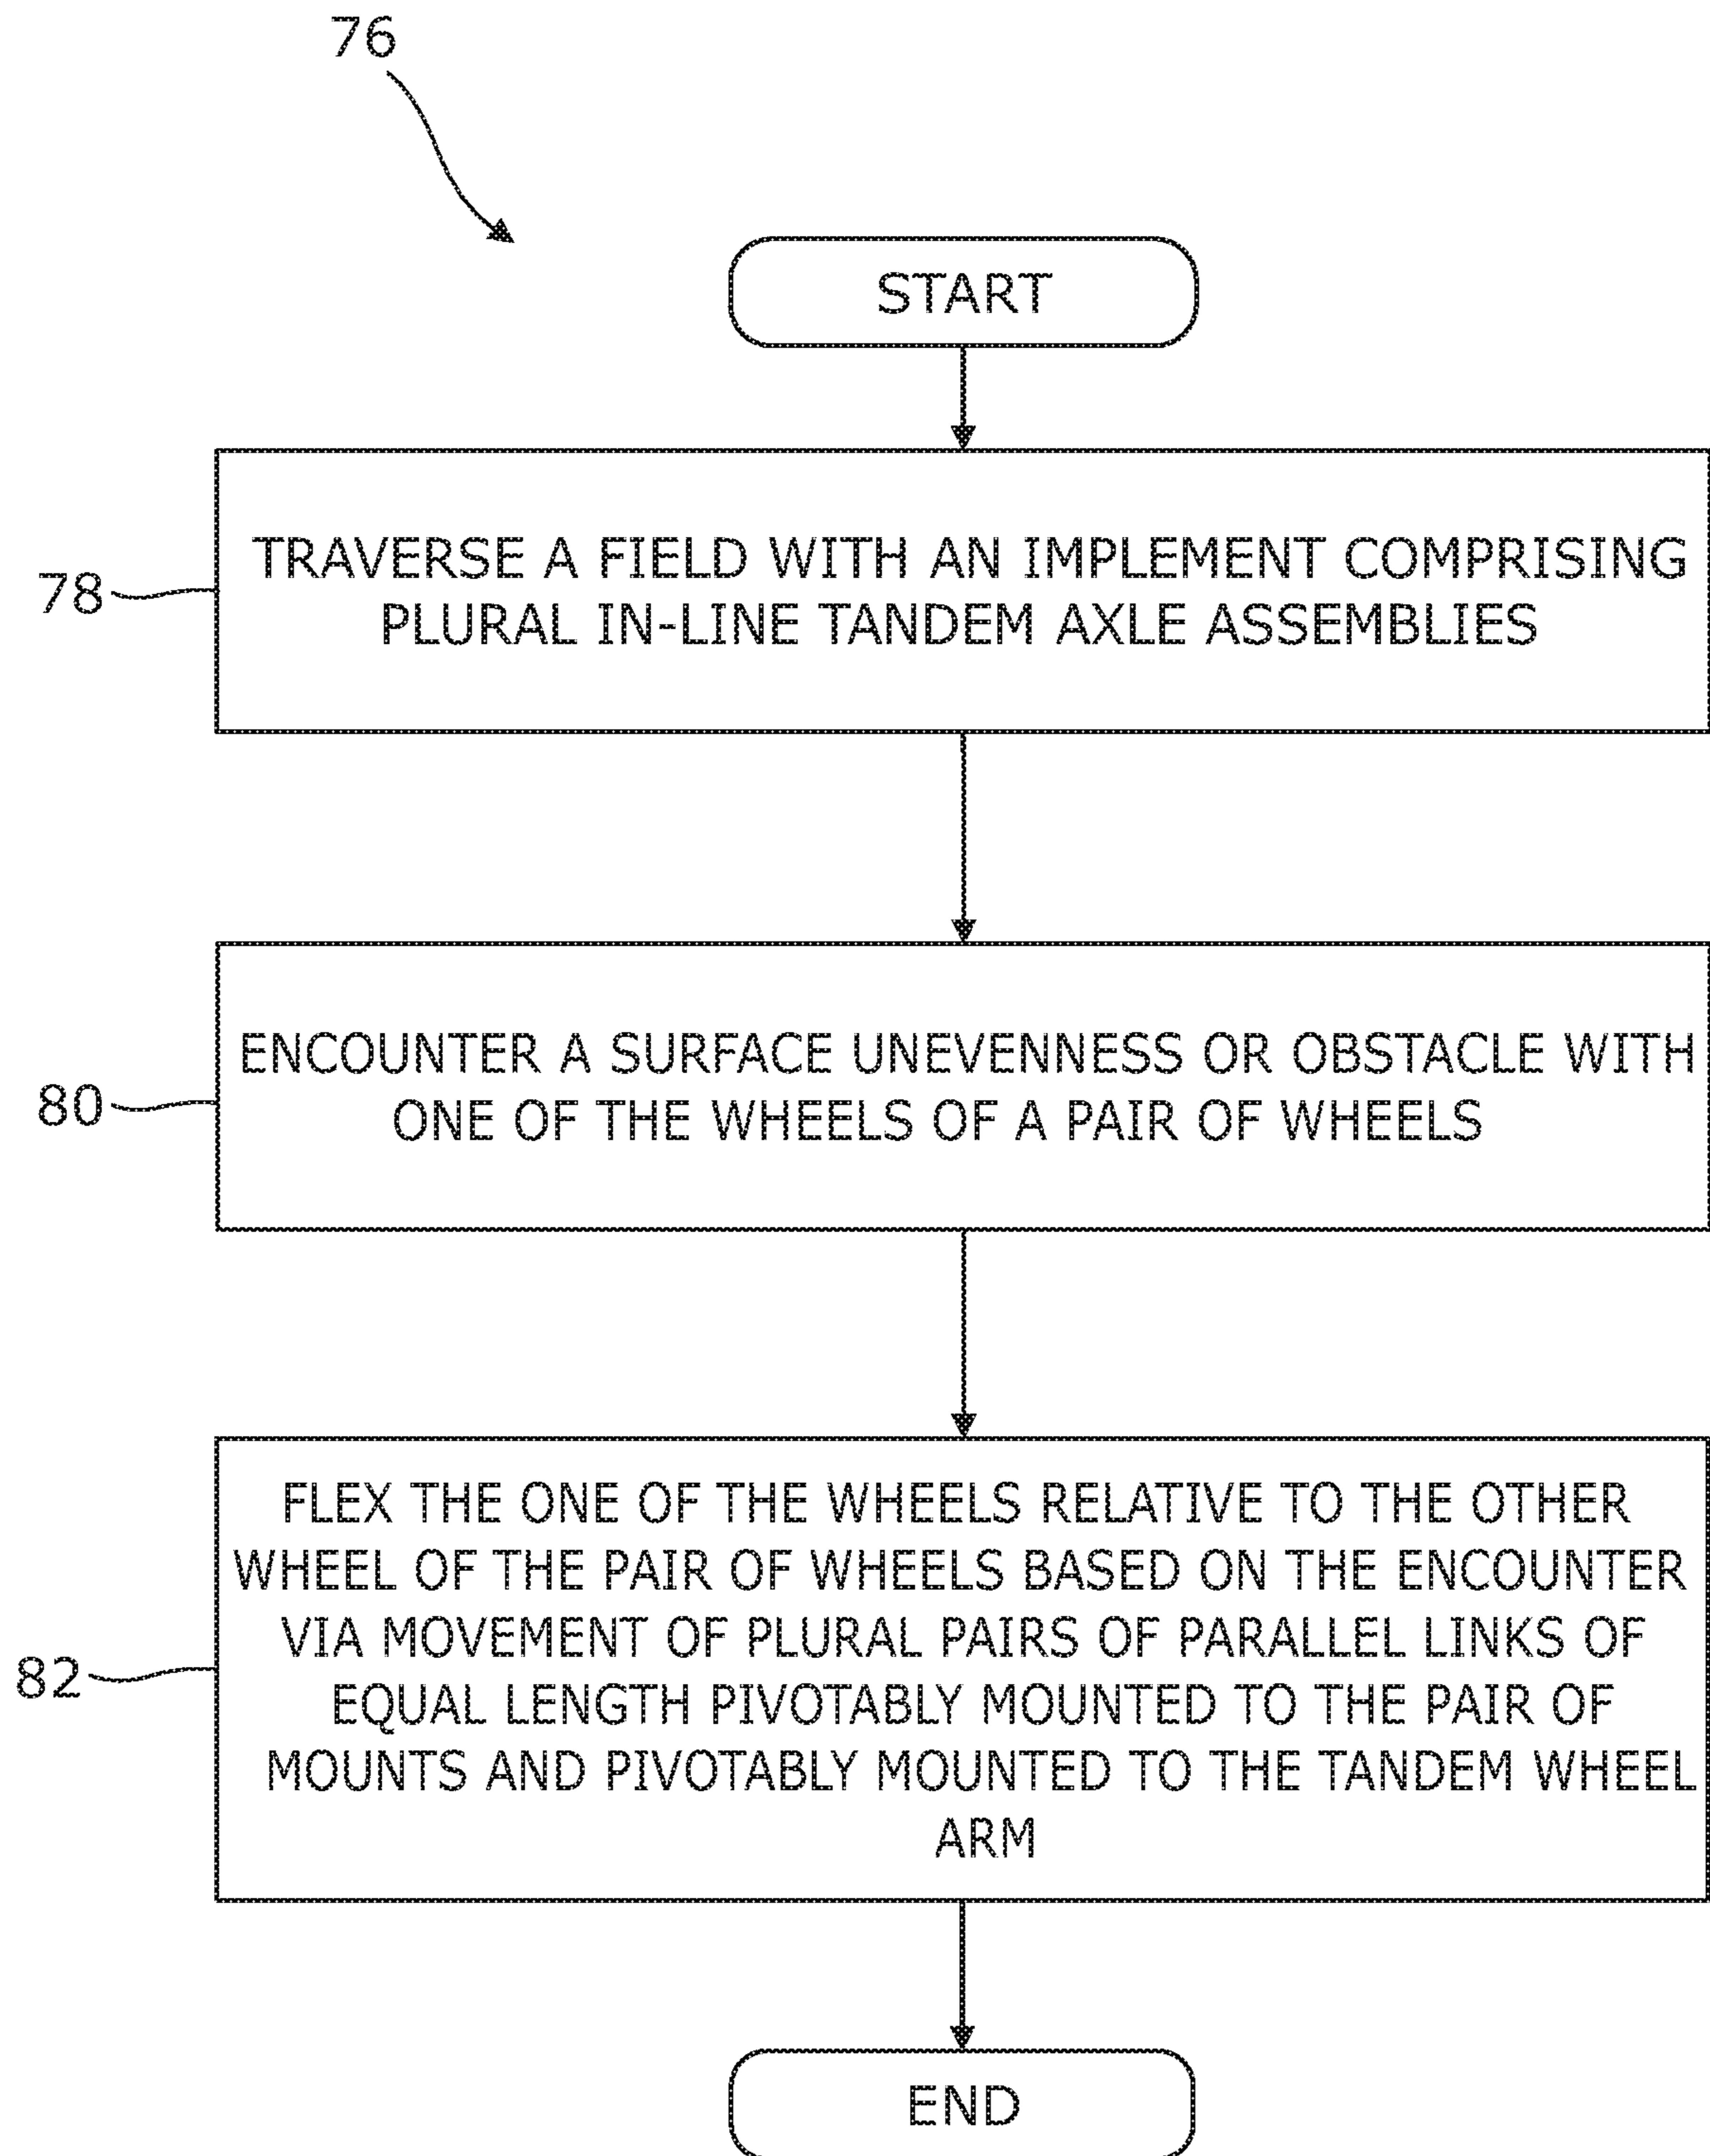 76
START
78
TRAVERSE A FIELD WITH AN IMPLEMENT COMPRISING
PLURAL IN-LINE TANDEM AXLE ASSEMBLIES
80
ENCOUNTER A SURFACE UNEVENNESS OR OBSTACLE WITH
ONE OF THE WHEELS OF A PAIR OF WHEELS
82
FLEX THE ONE OF THE WHEELS RELATIVE TO THE OTHER
WHEEL OF THE PAIR OF WHEELS BASED ON THE ENCOUNTER
VIA MOVEMENT OF PLURAL PAIRS OF PARALLEL LINKS OF
EQUAL LENGTH PIVOTABLY MOUNTED TO THE PAIR OF
MOUNTS AND PIVOTABLY MOUNTED TO THE TANDEM WHEEL
ARM
END